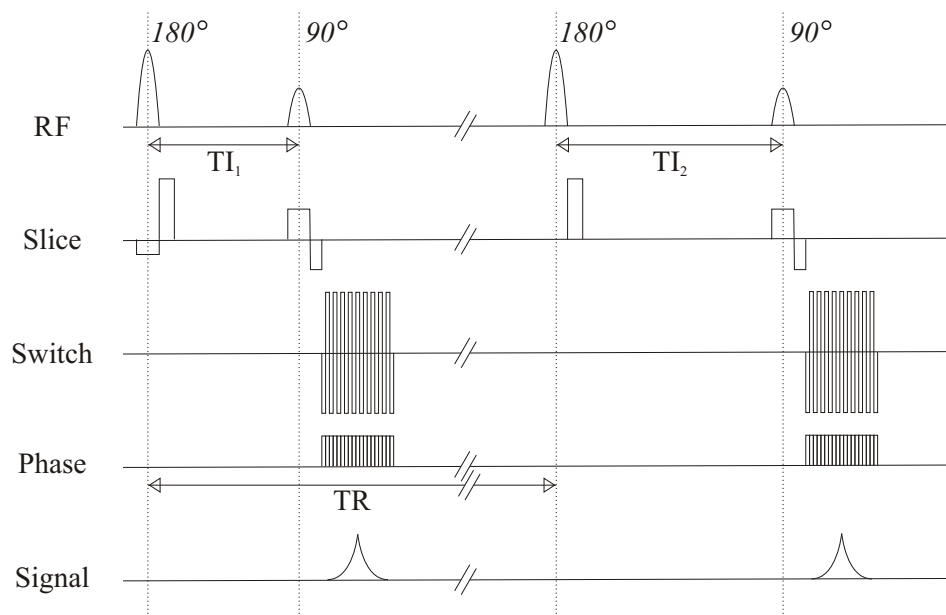 180° 90° 180° 90°
RF
TI₁ TI₂
Slice
Switch
Phase
TR
Signal